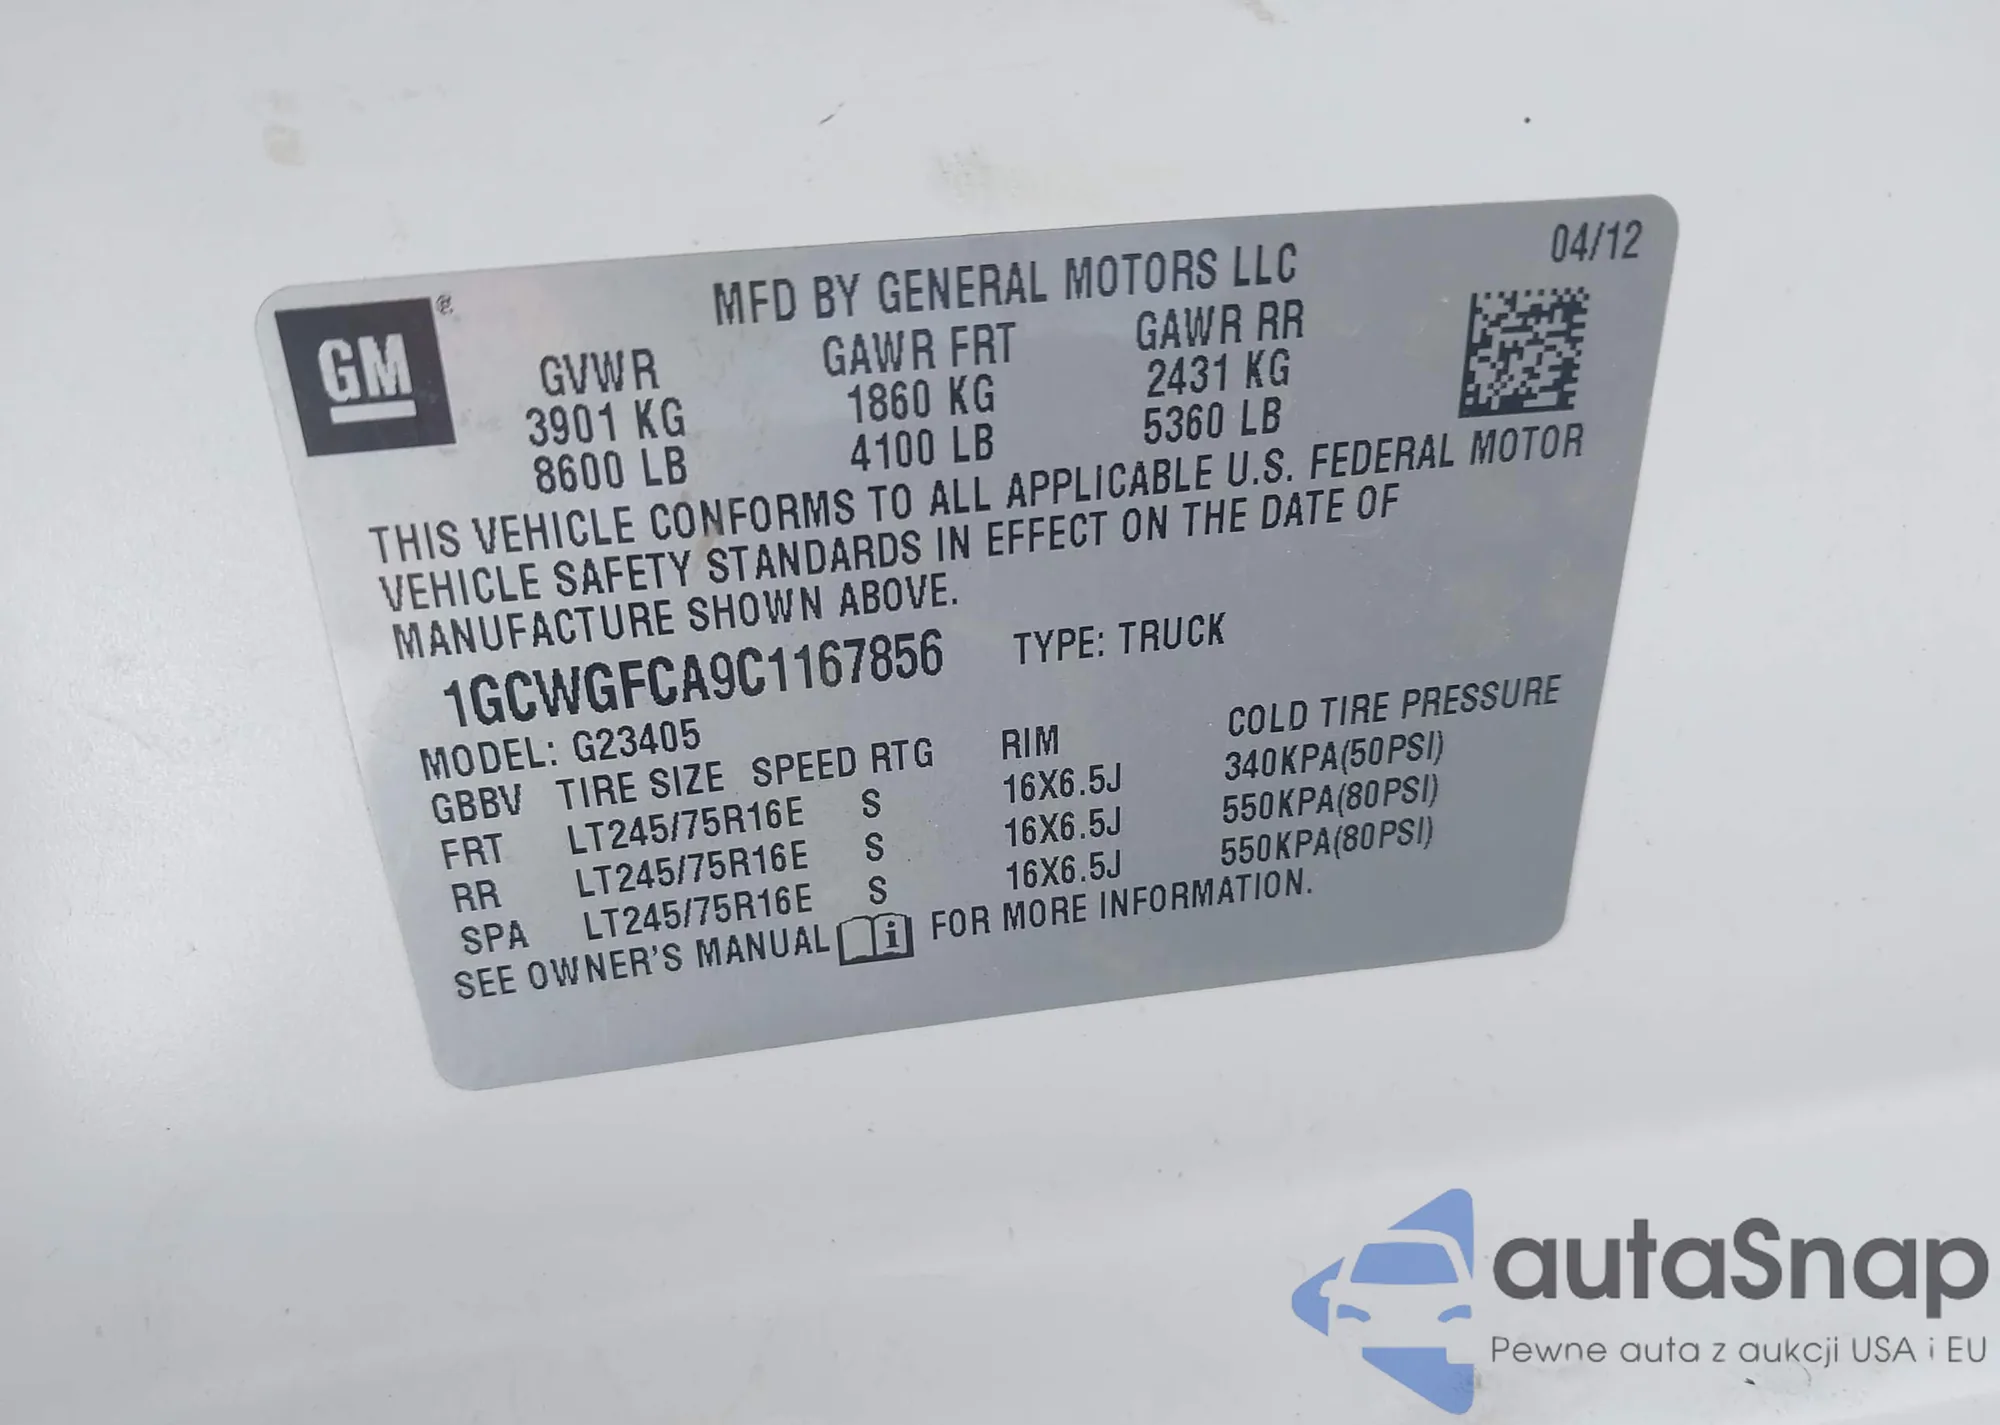 GM ®
MFD BY GENERAL MOTORS LLC 04/12
GVWR GAWR FRT GAWR RR
3901 KG 1860 KG 2431 KG
8600 LB 4100 LB 5360 LB
THIS VEHICLE CONFORMS TO ALL APPLICABLE U.S. FEDERAL MOTOR
VEHICLE SAFETY STANDARDS IN EFFECT ON THE DATE OF
MANUFACTURE SHOWN ABOVE.
1GCWGFCA9C1167856 TYPE: TRUCK
MODEL: G23405
GBBV TIRE SIZE SPEED RTG RIM COLD TIRE PRESSURE
FRT LT245/75R16E S 16X6.5J 340KPA(50PSI)
RR LT245/75R16E S 16X6.5J 550KPA(80PSI)
SPA LT245/75R16E S 16X6.5J 550KPA(80PSI)
SEE OWNER'S MANUAL i FOR MORE INFORMATION.
autaSnap
Pewne auta z aukcji USA i EU